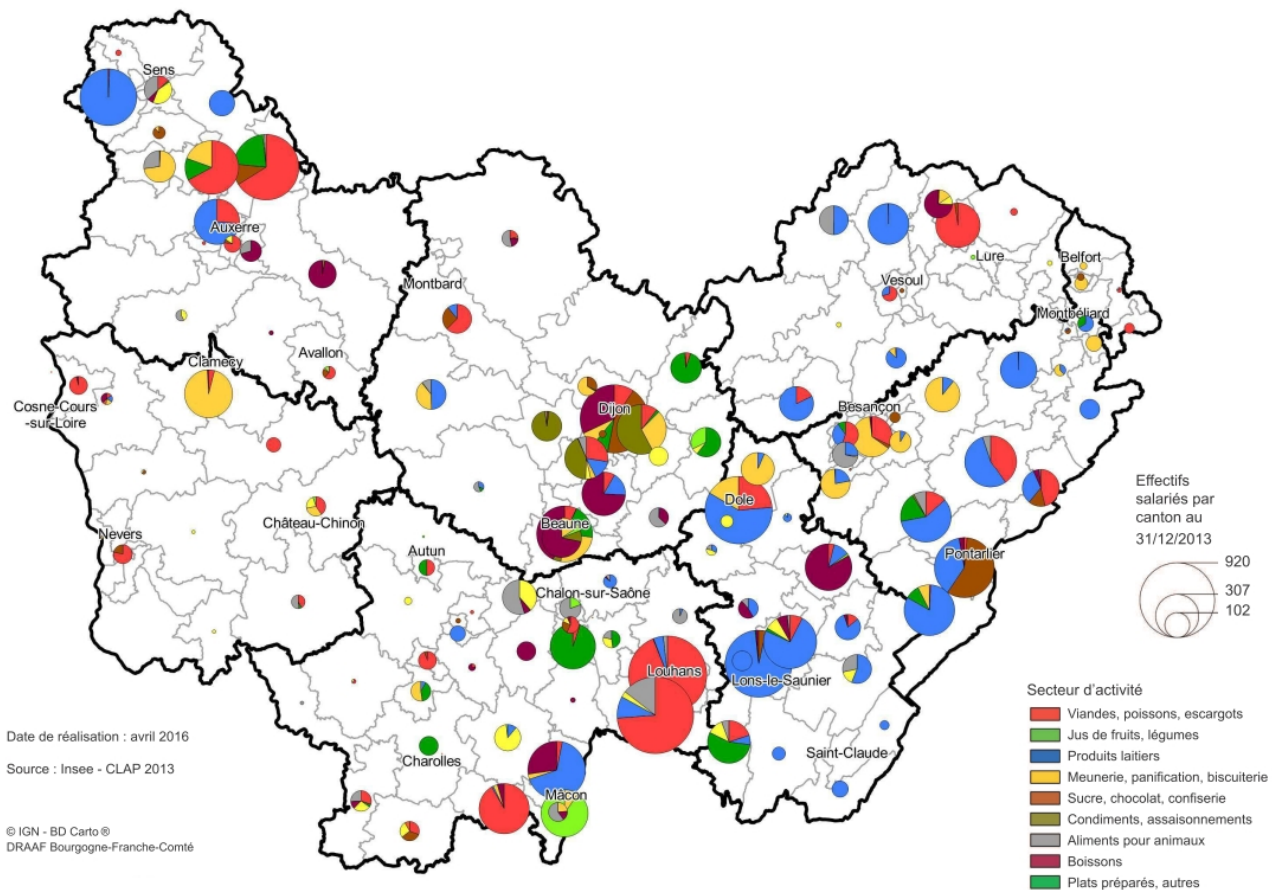 Sens
Auxerre
Montbard
Avallon
Clamecy
Cosne-Cours
-sur-Loire
Nevers
Château-Chinon
Dijon
Beaune
Autun
Chalon-sur-Saône
Louhans
Charolles
Mâcon
Vesoul
Lure
Belfort
Montbéliard
Besançon
Dole
Pontarlier
Lons-le-Saunier
Saint-Claude
Effectifs
salariés par
canton au
31/12/2013
920
307
102
Secteur d'activité
Viandes, poissons, escargots
Jus de fruits, légumes
Produits laitiers
Meunerie, panification, biscuiterie
Sucre, chocolat, confiserie
Condiments, assaisonnements
Aliments pour animaux
Boissons
Plats préparés, autres
Date de réalisation : avril 2016
Source : Insee - CLAP 2013
© IGN - BD Carto ®
DRAAF Bourgogne-Franche-Comté